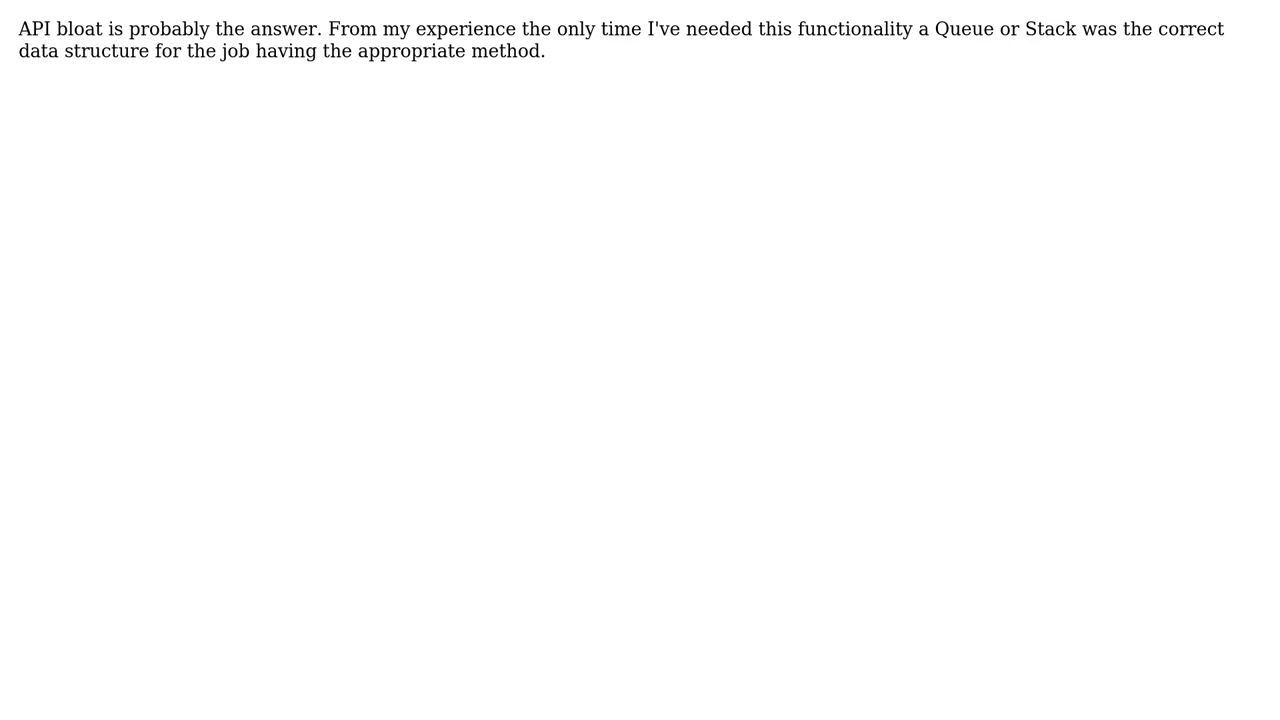 API bloat is probably the answer. From my experience the only time I've needed this functionality a Queue or Stack was the correct
data structure for the job having the appropriate method.